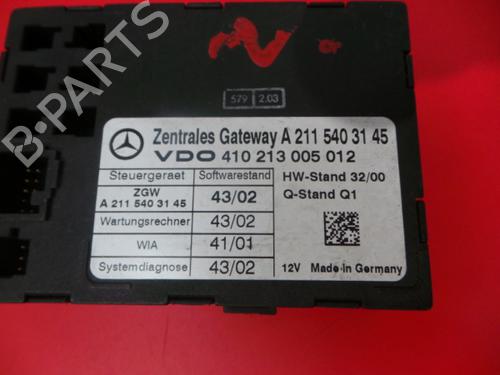 579 2.03
Zentrales Gateway A 211 540 31 45
VDO 410 213 005 012
Steuergeraet Softwarestand HW-Stand 32/00
ZGW
A 211 540 31 45 43/02 Q-Stand Q1
Wartungsrechner 43/02
WIA 41/01
Systemdiagnose 43/02 12V Made in Germany
B-PARTS